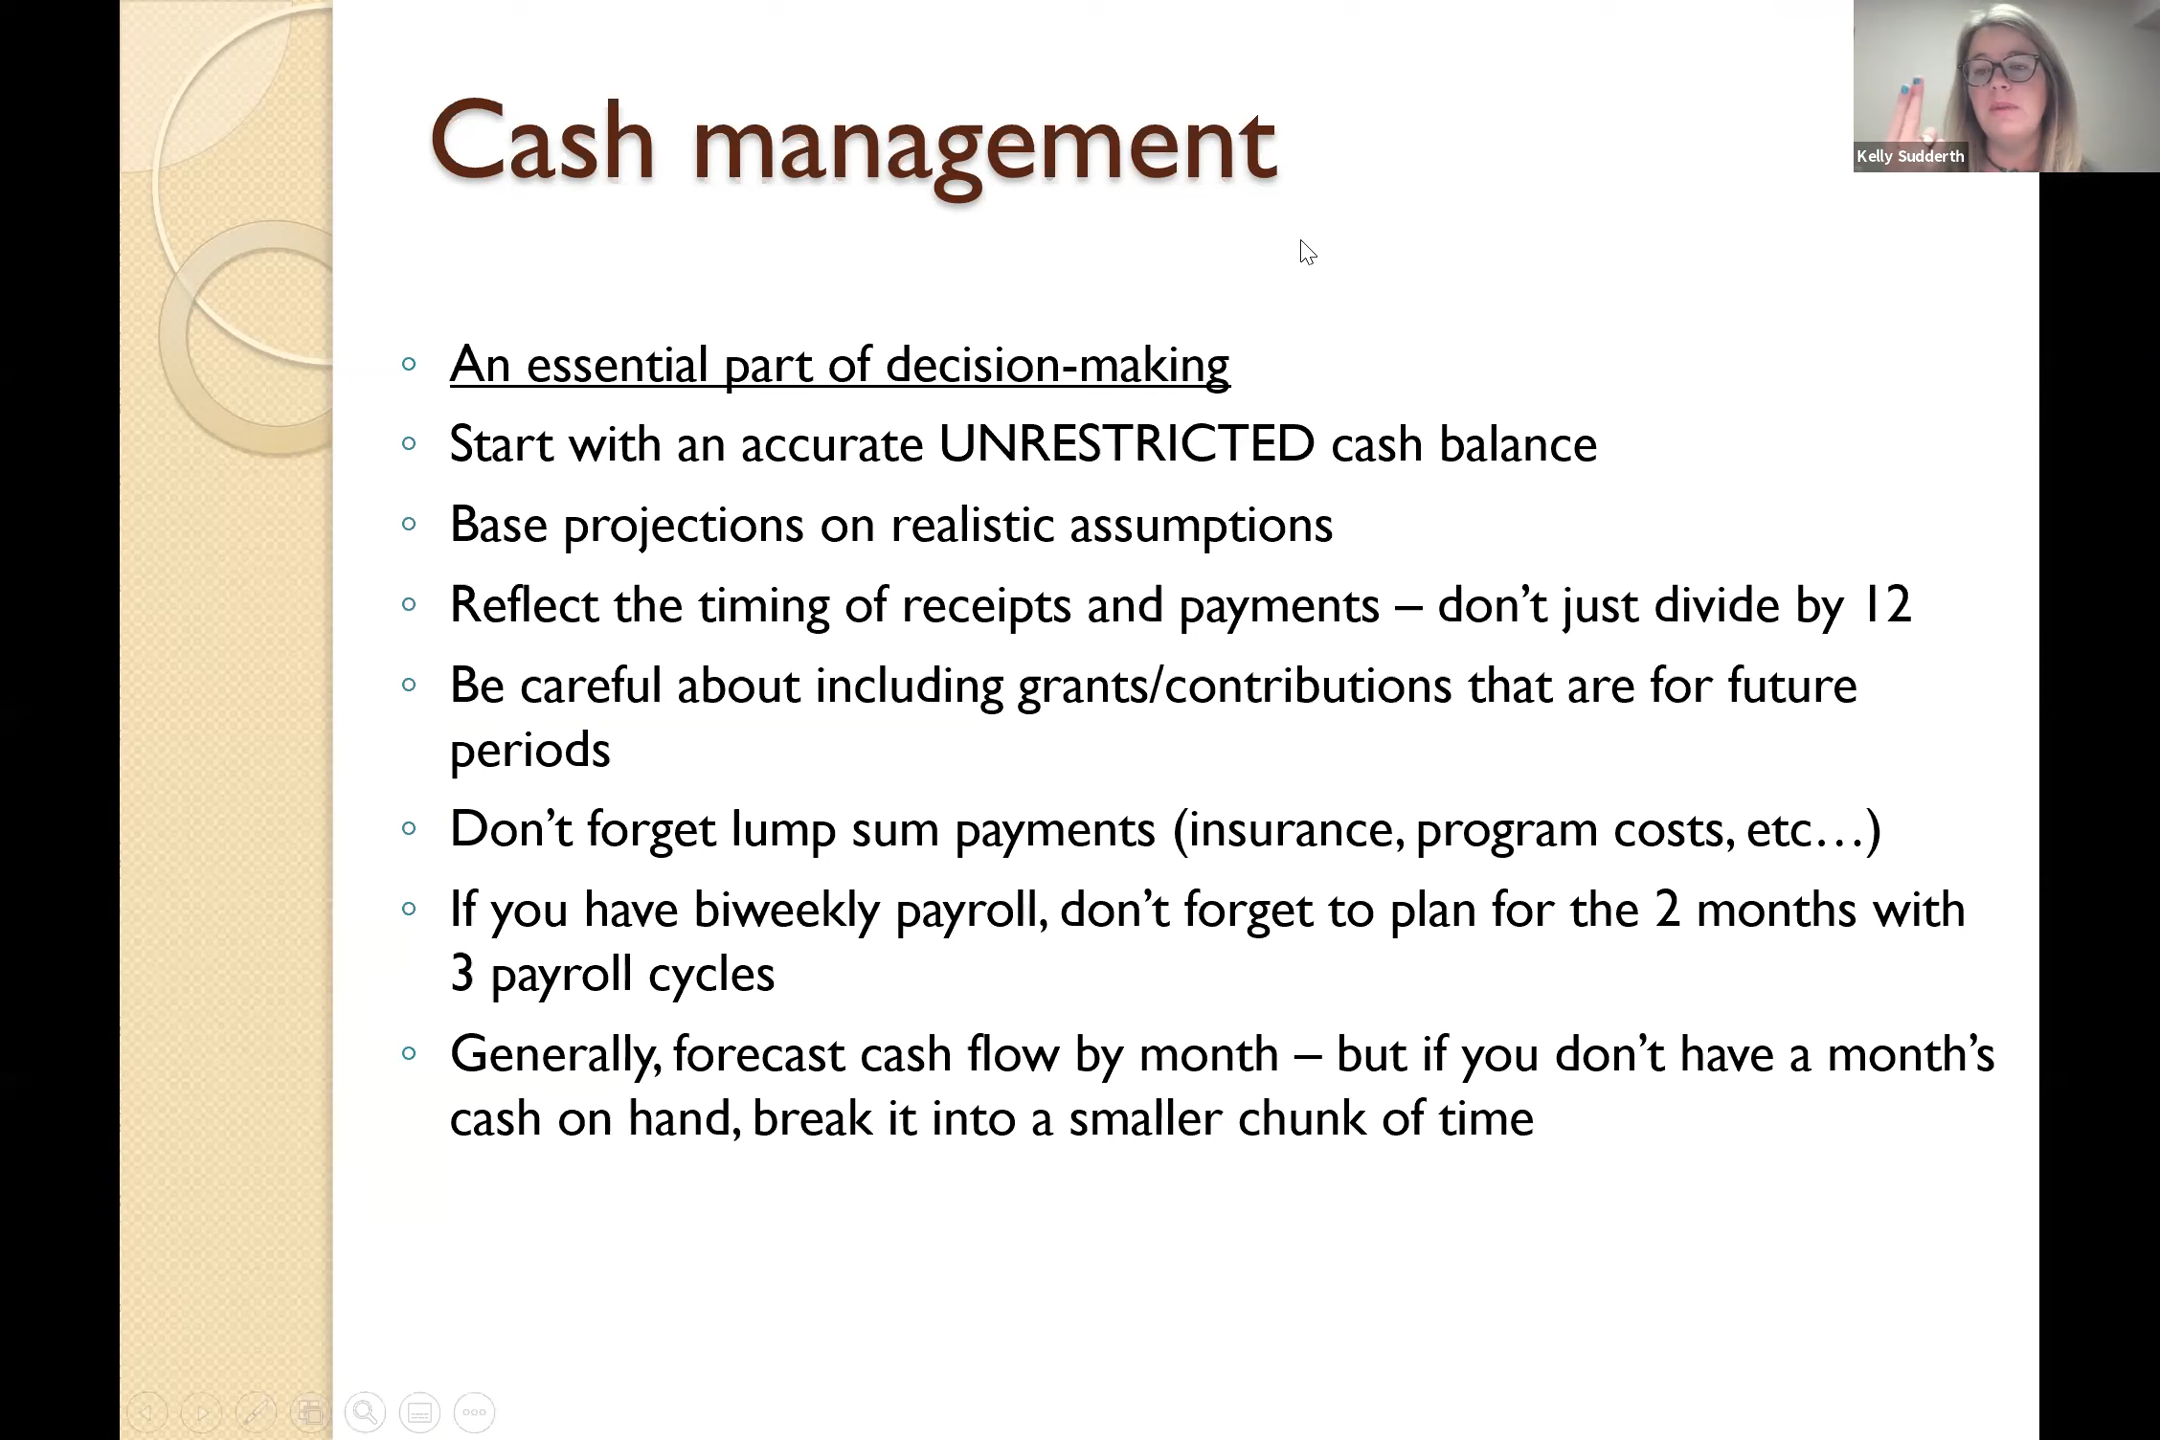 Cash management
Kelly Sudderth
An essential part of decision-making
Start with an accurate UNRESTRICTED cash balance
Base projections on realistic assumptions
Reflect the timing of receipts and payments – don’t just divide by 12
Be careful about including grants/contributions that are for future
periods
Don’t forget lump sum payments (insurance, program costs, etc…)
If you have biweekly payroll, don’t forget to plan for the 2 months with
3 payroll cycles
Generally, forecast cash flow by month – but if you don’t have a month’s
cash on hand, break it into a smaller chunk of time